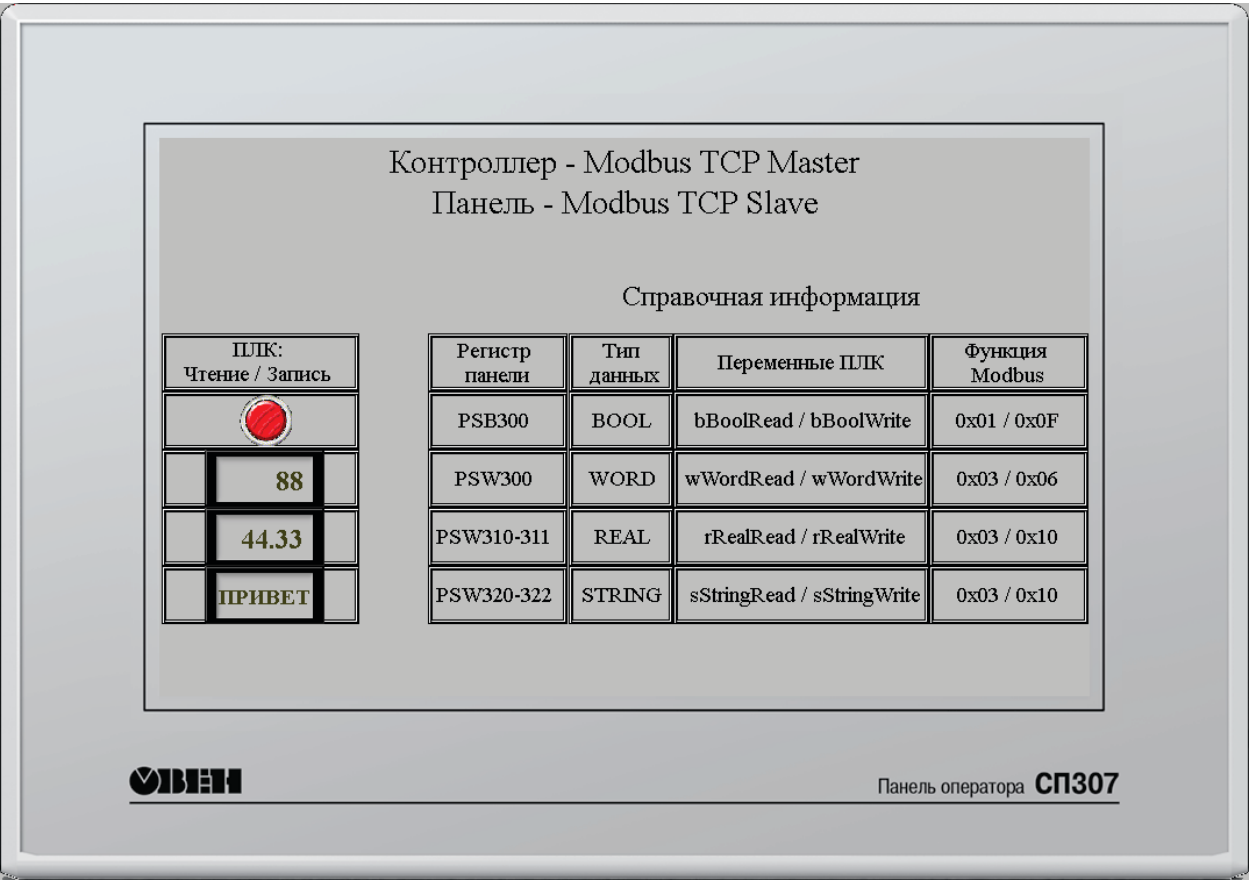 Контроллер - Modbus TCP Master
Панель - Modbus TCP Slave
Справочная информация
ПЛК:
Чтение / Запись
88
44.33
ПРИВЕТ
Регистр
панели
Тип
данных
Переменные ПЛК
Функция
Modbus
PSB300 BOOL bBoolRead / bBoolWrite 0x01 / 0x0F
PSW300 WORD wWordRead / wWordWrite 0x03 / 0x06
PSW310-311 REAL rRealRead / rRealWrite 0x03 / 0x10
PSW320-322 STRING sStringRead / sStringWrite 0x03 / 0x10
ОВЕН
Панель оператора СП307